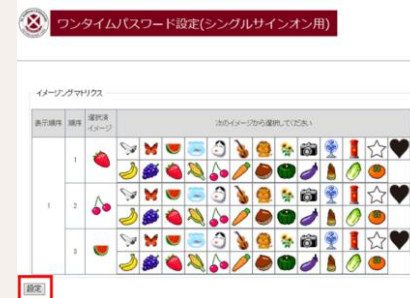 ワンタイムパスワード設定(シングルサインオン用)
イメージングマトリクス
表示順序 順序 選択済イメージ 次のイメージから選択してください
1
1
2
3
設定